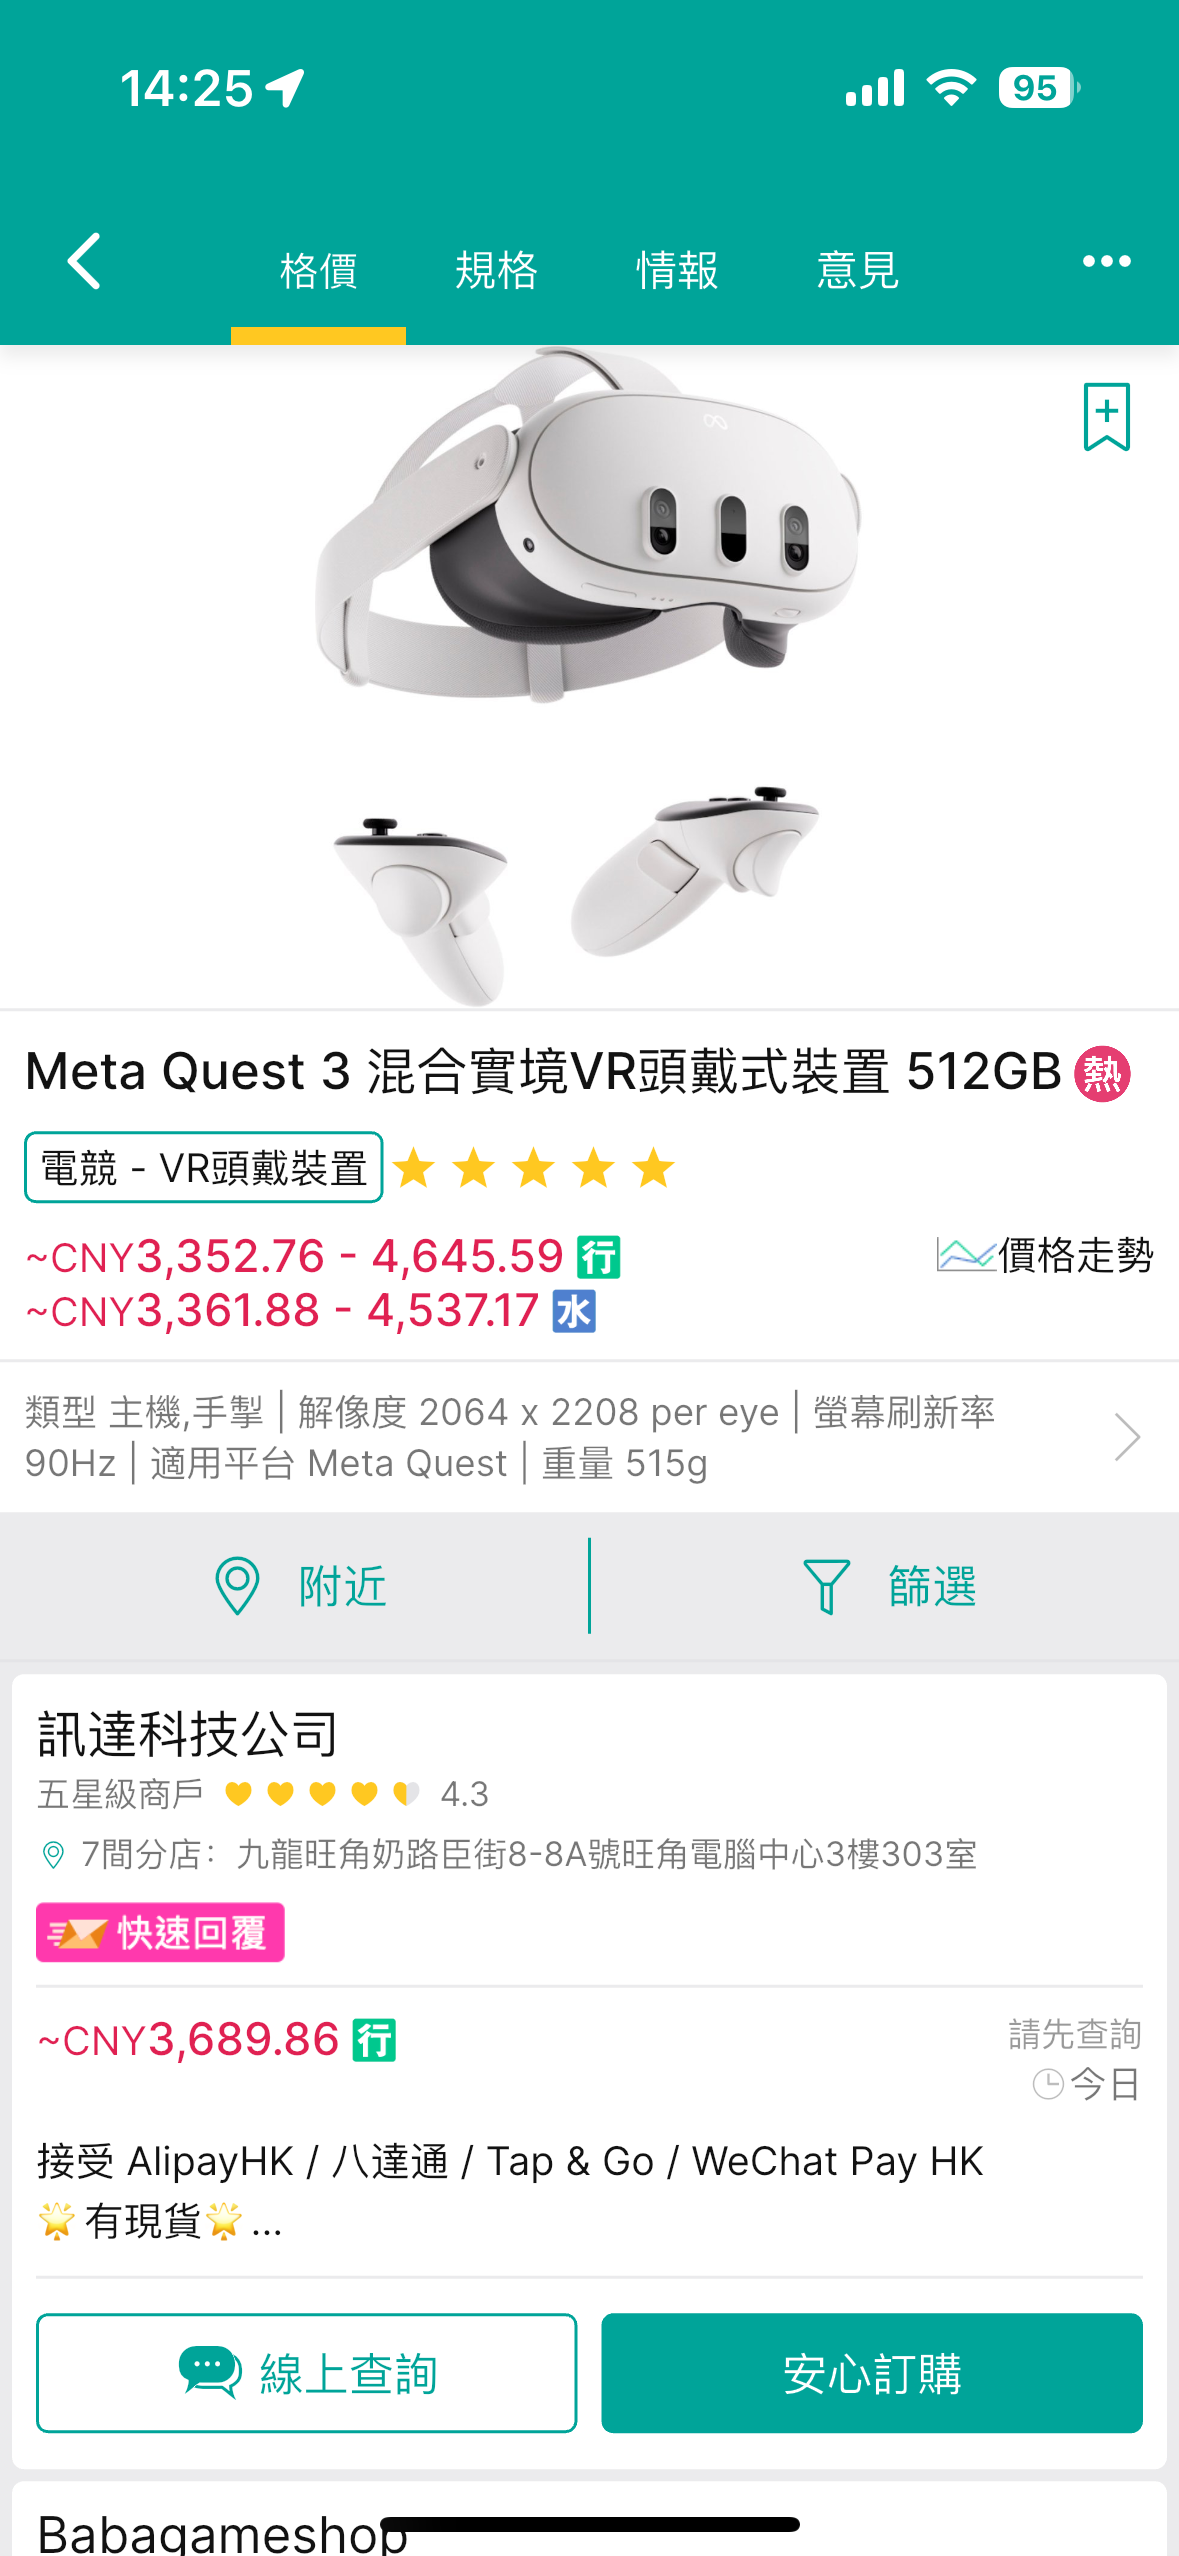 14:25
95
格價 規格 情報 意見
Meta Quest 3 混合實境VR頭戴式裝置 512GB 熱
電競 - VR頭戴裝置
~CNY3,352.76 - 4,645.59 行
價格走勢
~CNY3,361.88 - 4,537.17 水
類型 主機,手掣 | 解像度 2064 x 2208 per eye | 螢幕刷新率
90Hz | 適用平台 Meta Quest | 重量 515g
附近
篩選
訊達科技公司
五星級商戶 4.3
7間分店： 九龍旺角奶路臣街8-8A號旺角電腦中心3樓303室
快速回覆
~CNY3,689.86 行
請先查詢
今日
接受 AlipayHK / 八達通 / Tap & Go / WeChat Pay HK
🌟有現貨🌟...
線上查詢
安心訂購
Babagameshop